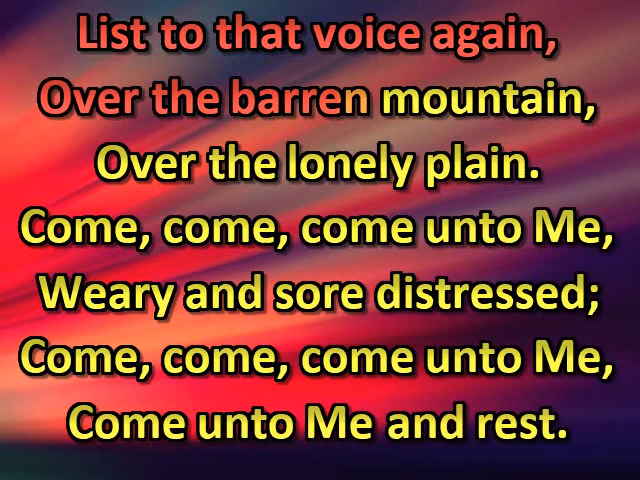 List to that voice again,
Over the barren mountain,
Over the lonely plain.
Come, come, come unto Me,
Weary and sore distressed;
Come, come, come unto Me,
Come unto Me and rest.